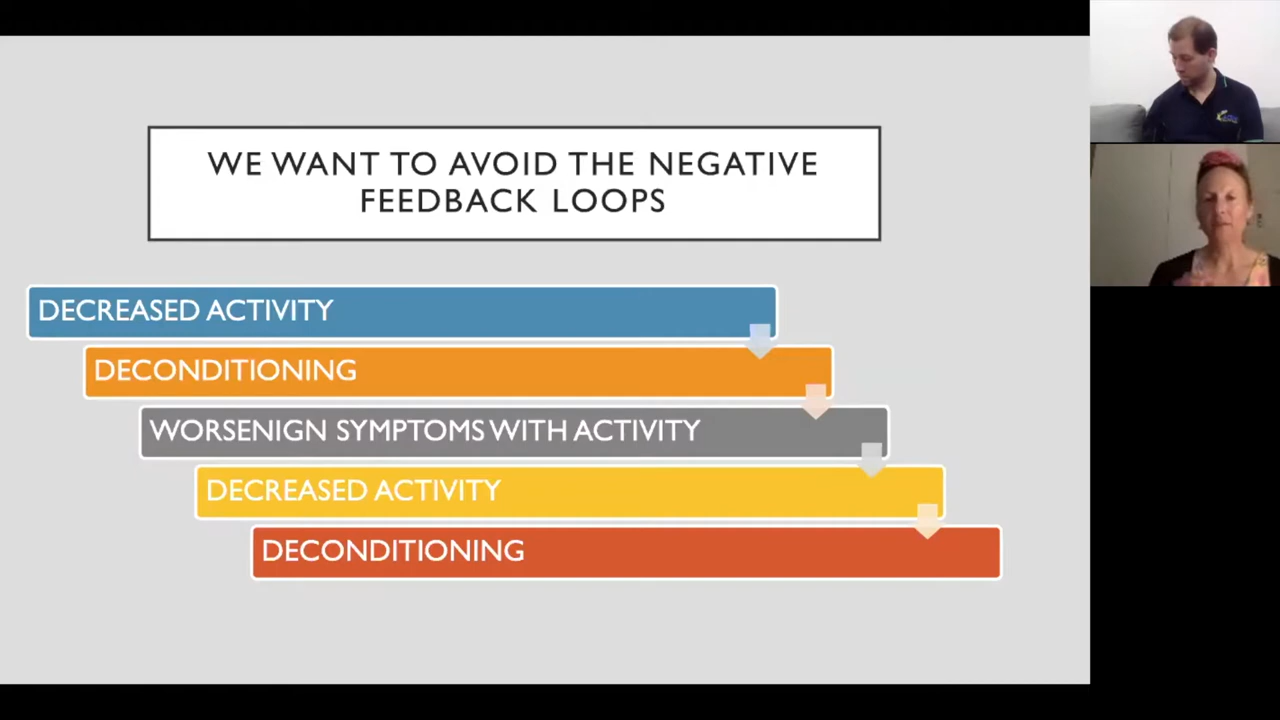 WE WANT TO AVOID THE NEGATIVE
FEEDBACK LOOPS
DECREASED ACTIVITY
DECONDITIONING
WORSENIGN SYMPTOMS WITH ACTIVITY
DECREASED ACTIVITY
DECONDITIONING